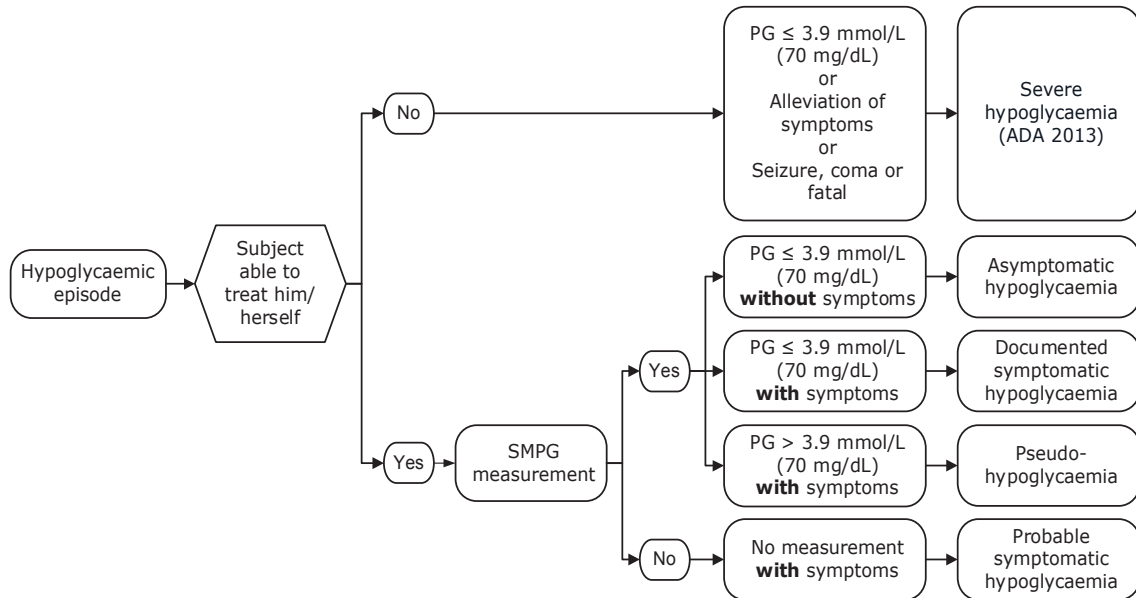 Hypoglycaemic
episode
Subject
able to
treat him/
herself
No
PG ≤ 3.9 mmol/L
(70 mg/dL)
or
Alleviation of
symptoms
or
Seizure, coma or
fatal
Severe
hypoglycaemia
(ADA 2013)
Yes
SMPG
measurement
Yes
PG ≤ 3.9 mmol/L
(70 mg/dL)
without symptoms
Asymptomatic
hypoglycaemia
PG ≤ 3.9 mmol/L
(70 mg/dL)
with symptoms
Documented
symptomatic
hypoglycaemia
PG > 3.9 mmol/L
(70 mg/dL)
with symptoms
Pseudo-
hypoglycaemia
No
No measurement
with symptoms
Probable
symptomatic
hypoglycaemia